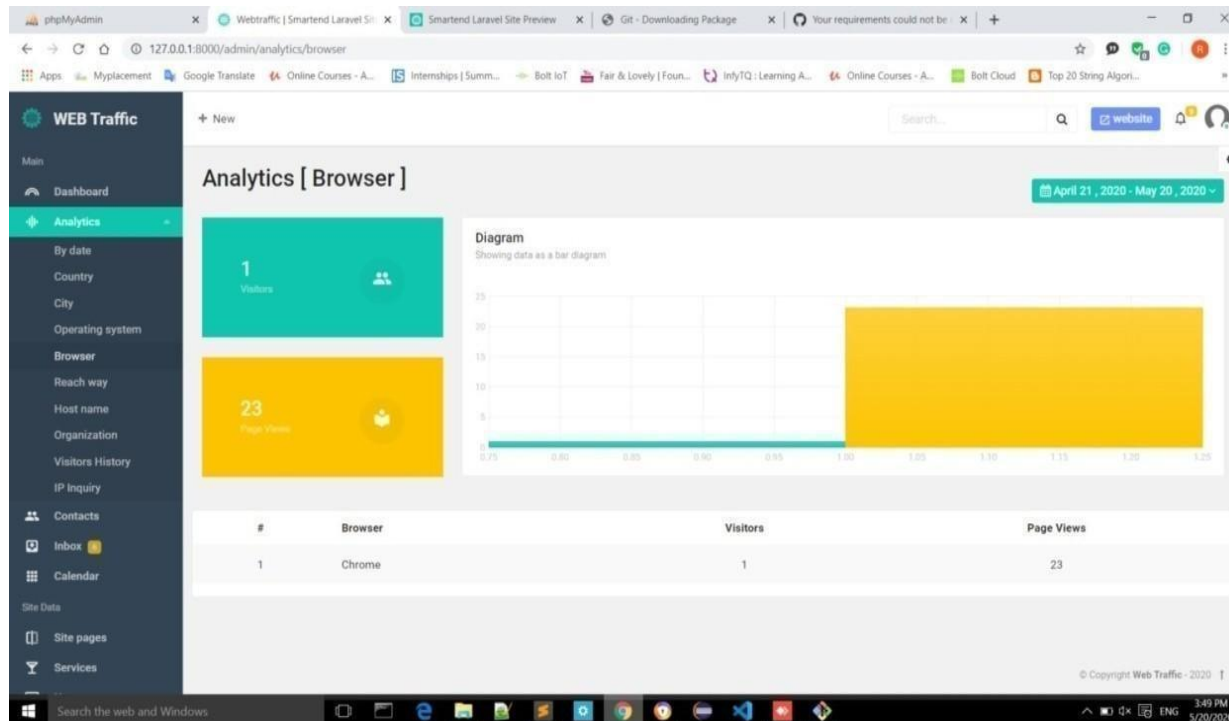 phpMyAdmin
Webtraffic | Smartend Laravel Sit
Smartend Laravel Site Preview
Git - Downloading Package
Your requirements could not be
127.0.0.1:8000/admin/analytics/browser
Apps
Myplacement
Google Translate
Online Courses - A...
Internships | Summ...
Bolt IoT
Fair & Lovely | Foun...
InfyTQ : Learning A...
Online Courses - A...
Bolt Cloud
Top 20 String Algori...
WEB Traffic
+ New
Search...
website
Main
Dashboard
Analytics
By date
Country
City
Operating system
Browser
Reach way
Host name
Organization
Visitors History
IP Inquiry
Contacts
Inbox
Calendar
Site Data
Site pages
Services
Analytics [ Browser ]
April 21 , 2020 - May 20 , 2020
1
Visitors
23
Page Views
Diagram
Showing data as a bar diagram
25
20
15
10
5
0
0.75 0.80 0.85 0.90 0.95 1.00 1.05 1.10 1.15 1.20 1.25
# Browser Visitors Page Views
1 Chrome 1 23
© Copyright Web Traffic - 2020
Search the web and Windows
ENG
3:49 PM